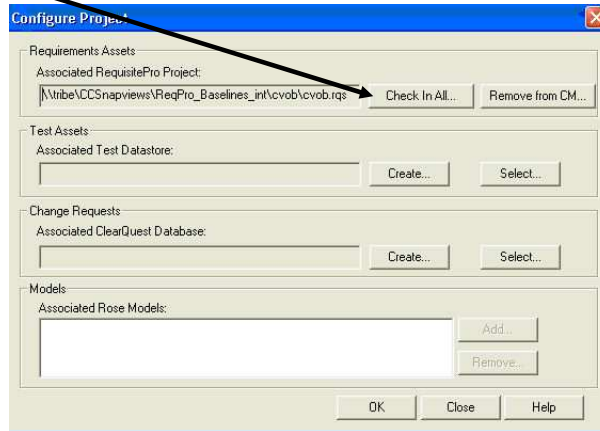 Configure Project
Requirements Assets
Associated RequisitePro Project:
\\tribe\CCSnapviews\ReqPro_Baselines_int\cvob\cvob.rqs Check In All... Remove from CM...
Test Assets
Associated Test Datastore:
Create... Select...
Change Requests
Associated ClearQuest Database:
Create... Select...
Models
Associated Rose Models:
Add...
Remove...
OK Close Help